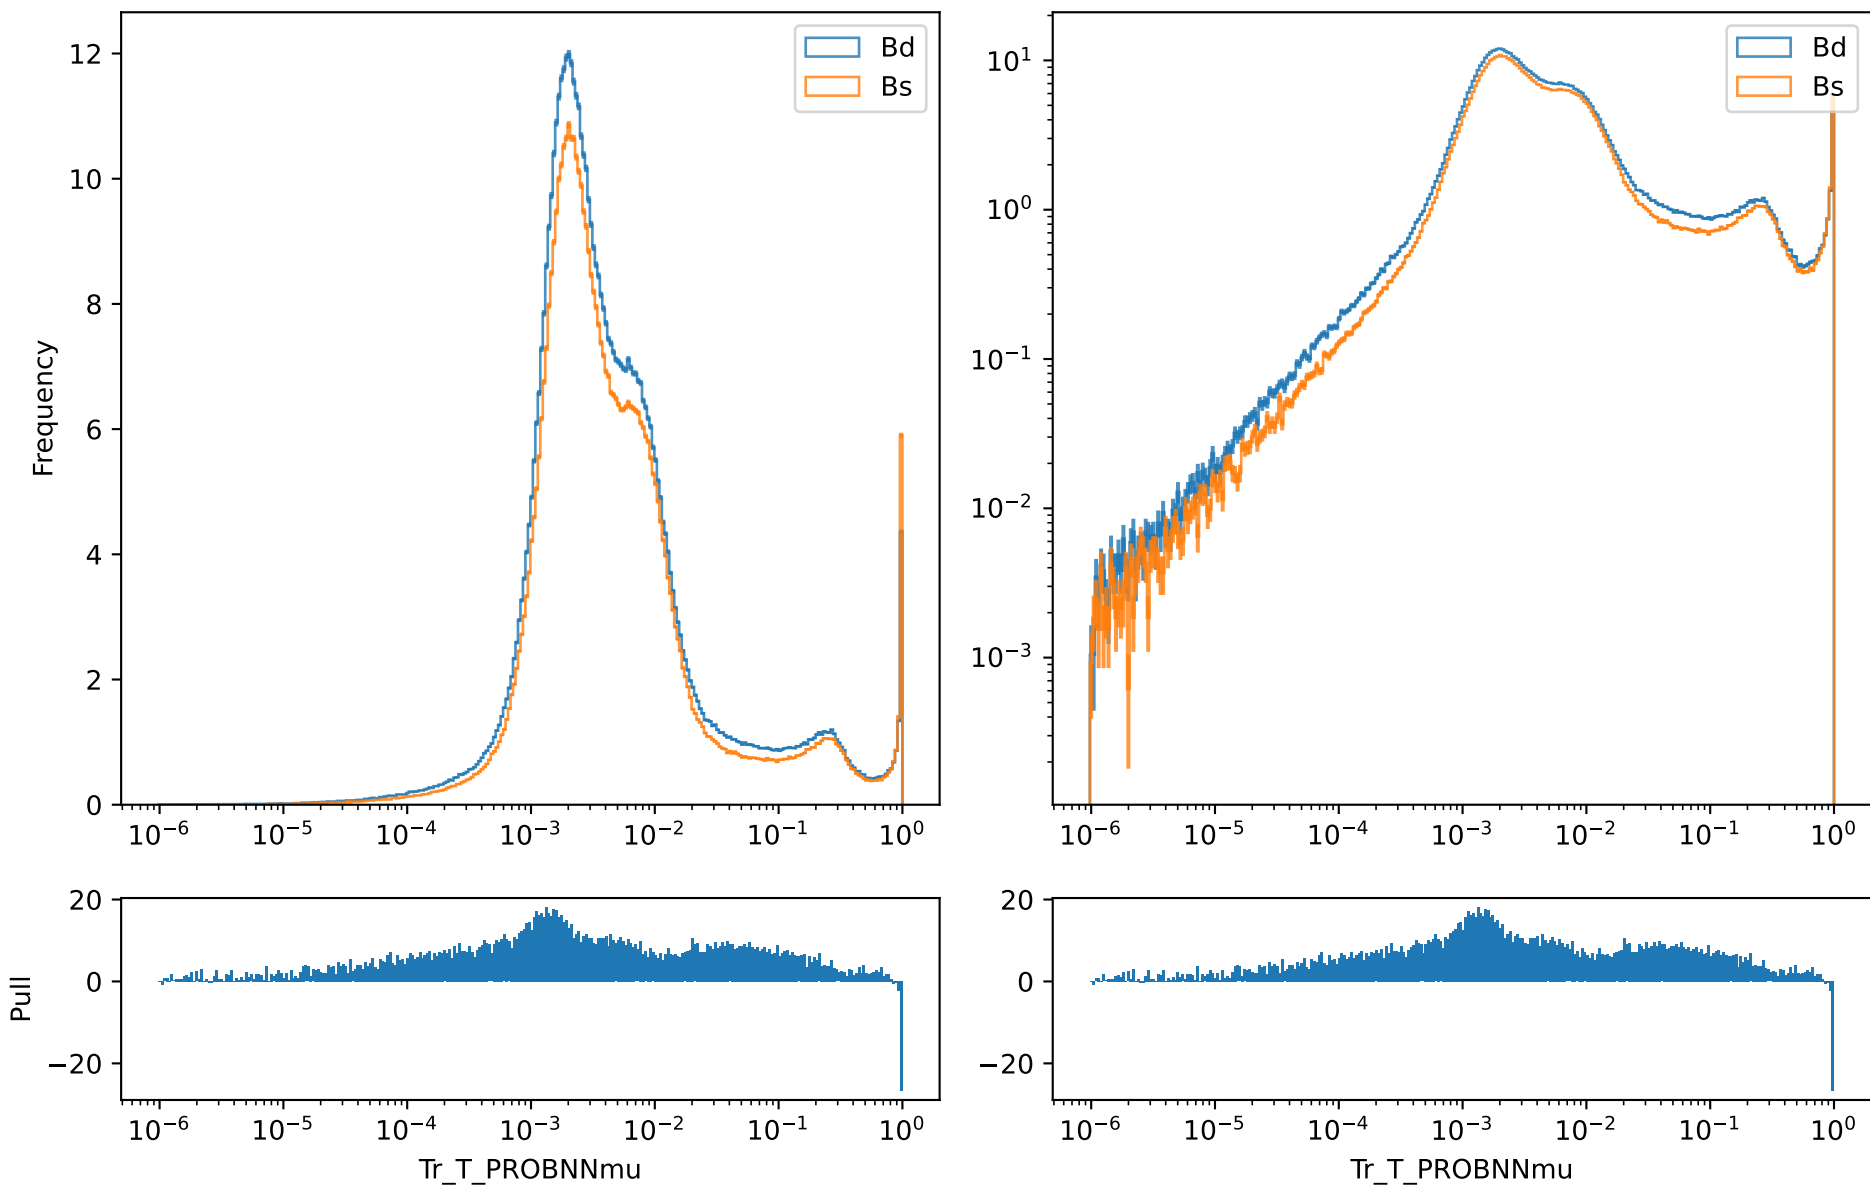 Frequency
12
10
8
6
4
2
0
Bd
Bs
10⁻⁶ 10⁻⁵ 10⁻⁴ 10⁻³ 10⁻² 10⁻¹ 10⁰
10¹
10⁰
10⁻¹
10⁻²
10⁻³
Bd
Bs
10⁻⁶ 10⁻⁵ 10⁻⁴ 10⁻³ 10⁻² 10⁻¹ 10⁰
Pull
20
0
−20
10⁻⁶ 10⁻⁵ 10⁻⁴ 10⁻³ 10⁻² 10⁻¹ 10⁰
Tr_T_PROBNNmu
20
0
−20
10⁻⁶ 10⁻⁵ 10⁻⁴ 10⁻³ 10⁻² 10⁻¹ 10⁰
Tr_T_PROBNNmu